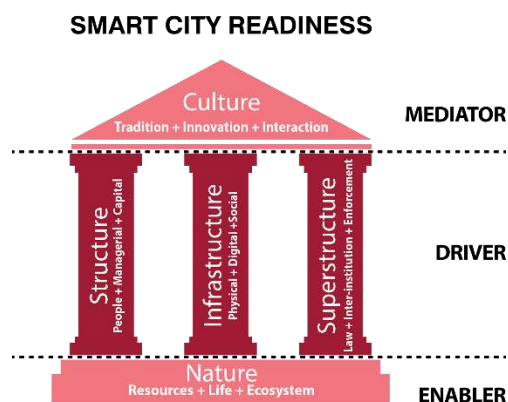 SMART CITY READINESS
Culture
Tradition + Innovation + Interaction
MEDIATOR
Structure
People + Managerial + Capital
Infrastructure
Physical + Digital +Social
Superstructure
Law + Inter-institution + Enforcement
DRIVER
Nature
Resources + Life + Ecosystem
ENABLER